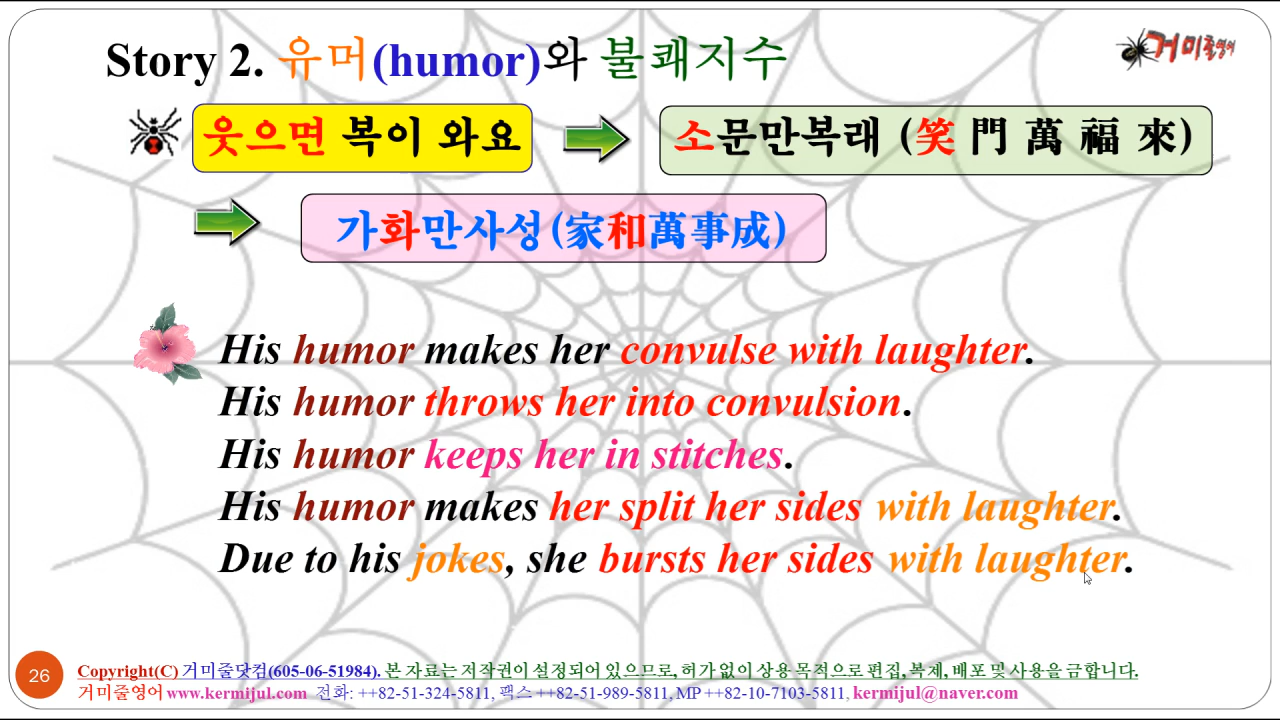 Story 2. 유머(humor)와 불쾌지수
거미줄영어
웃으면 복이 와요
소문만복래 (笑 門 萬 福 來)
가화만사성(家和萬事成)
His humor makes her convulse with laughter.
His humor throws her into convulsion.
His humor keeps her in stitches.
His humor makes her split her sides with laughter.
Due to his jokes, she bursts her sides with laughter.
26
Copyright(C) 거미줄닷컴(605-06-51984). 본 자료는 저작권이 설정되어 있으므로, 허가 없이 상용 목적으로 편집, 복제, 배포 및 사용을 금합니다.
거미줄영어 www.kermijul.com 전화: ++82-51-324-5811, 팩스 ++82-51-989-5811, MP ++82-10-7103-5811, kermijul@naver.com